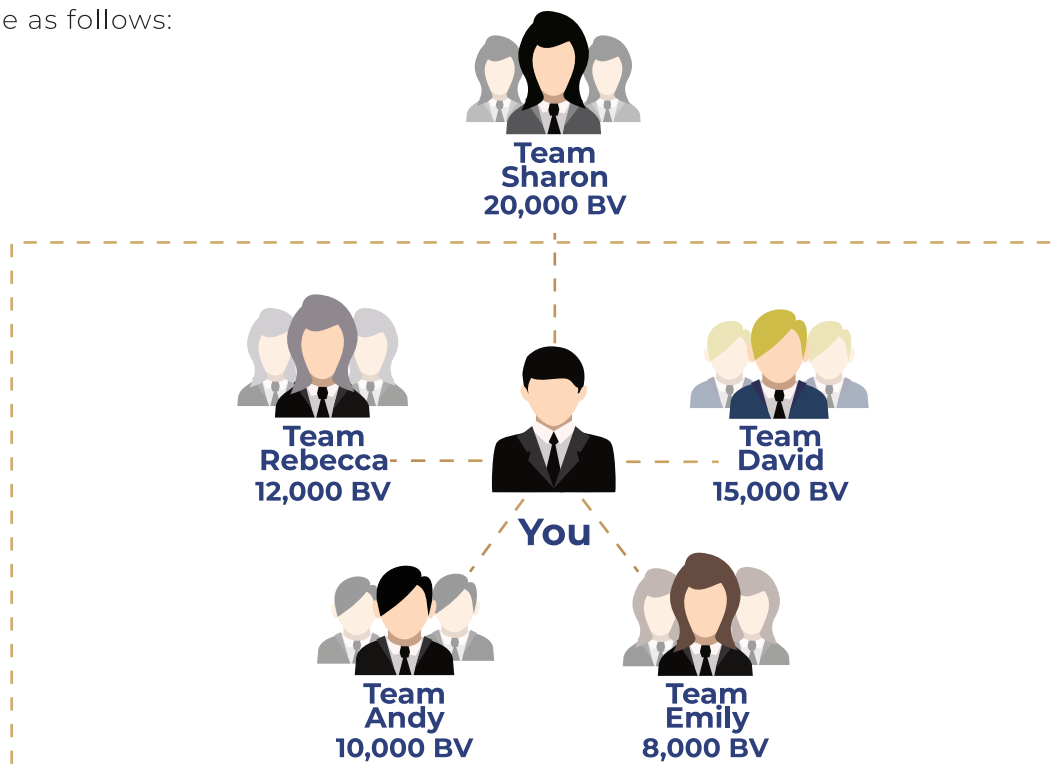 e as follows:
Team
Sharon
20,000 BV
Team
Rebecca
12,000 BV
Team
David
15,000 BV
You
Team
Andy
10,000 BV
Team
Emily
8,000 BV